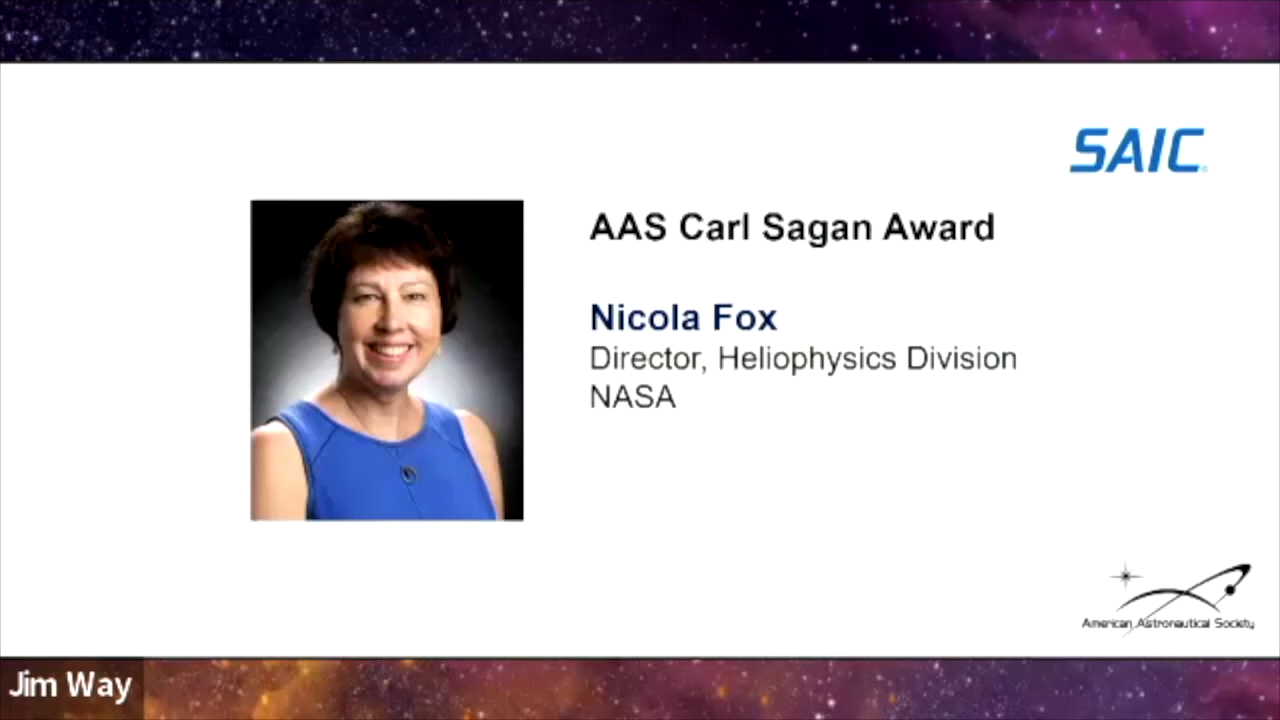 SAIC
AAS Carl Sagan Award
Nicola Fox
Director, Heliophysics Division
NASA
American Astronautical Society
Jim Way